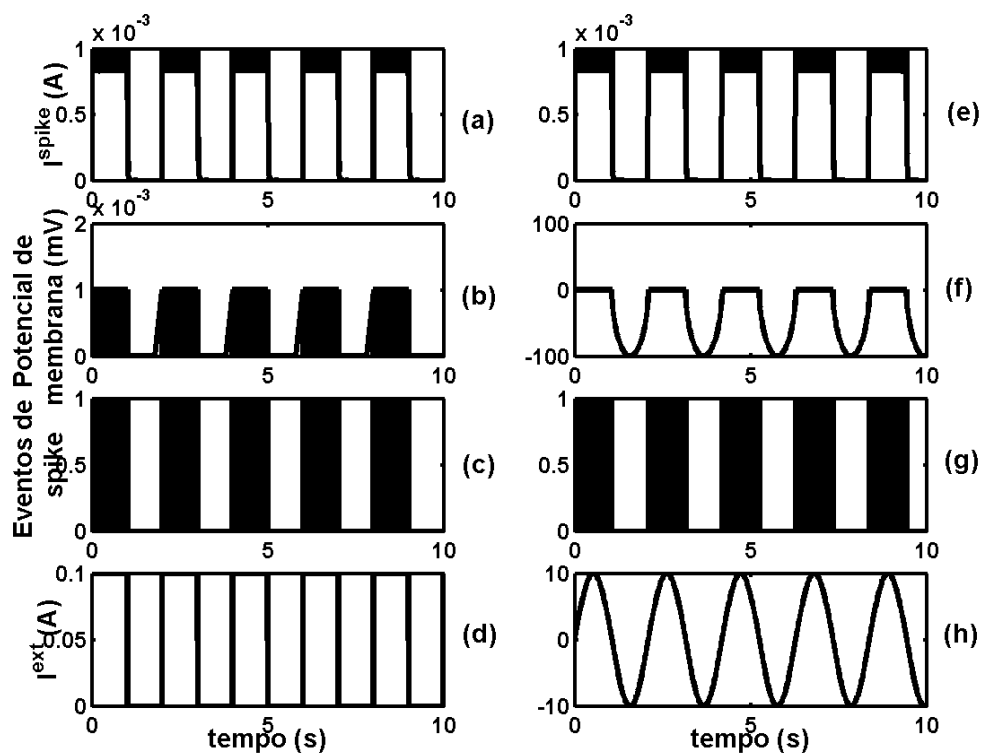 x 10⁻³
x 10⁻³
I^spike (A)
1
0.5
0
0
5
10
(a)
1
0.5
0
0
5
10
(e)
x 10⁻³
Eventos de Potencial de
spike membrana (mV)
2
1
0
0
5
10
(b)
100
0
-100
0
5
10
(f)
1
0.5
0
0
5
10
(c)
1
0.5
0
0
5
10
(g)
I^ext (A)
0.1
0.05
0
0
5
10
(d)
10
0
-10
0
5
10
(h)
tempo (s)
tempo (s)